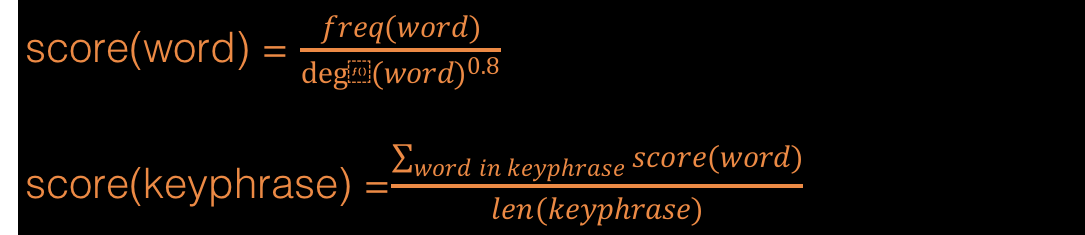 score(word) = freq(word) / deg(word)^0.8
score(keyphrase) = ∑_{word in keyphrase} score(word) / len(keyphrase)